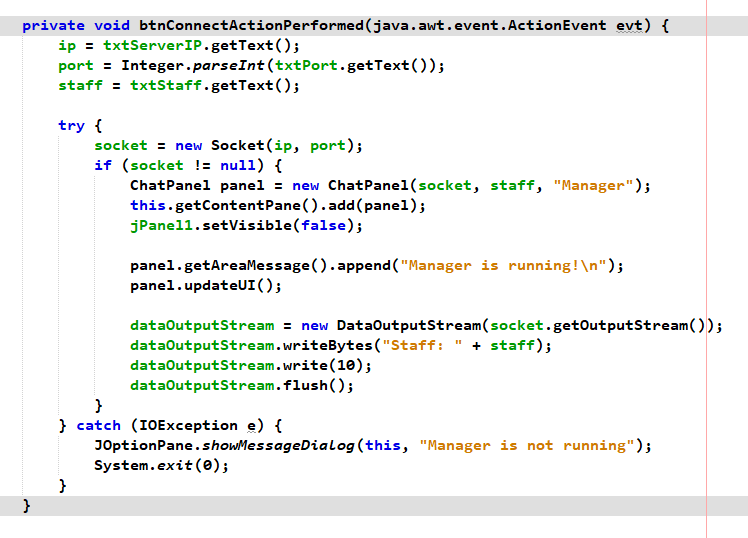 private void btnConnectActionPerformed(java.awt.event.ActionEvent evt) {
    ip = txtServerIP.getText();
    port = Integer.parseInt(txtPort.getText());
    staff = txtStaff.getText();

    try {
        socket = new Socket(ip, port);
        if (socket != null) {
            ChatPanel panel = new ChatPanel(socket, staff, "Manager");
            this.getContentPane().add(panel);
            jPanel1.setVisible(false);

            panel.getAreaMessage().append("Manager is running!\n");
            panel.updateUI();

            dataOutputStream = new DataOutputStream(socket.getOutputStream());
            dataOutputStream.writeBytes("Staff: " + staff);
            dataOutputStream.write(10);
            dataOutputStream.flush();
        }
    } catch (IOException e) {
        JOptionPane.showMessageDialog(this, "Manager is not running");
        System.exit(0);
    }
}